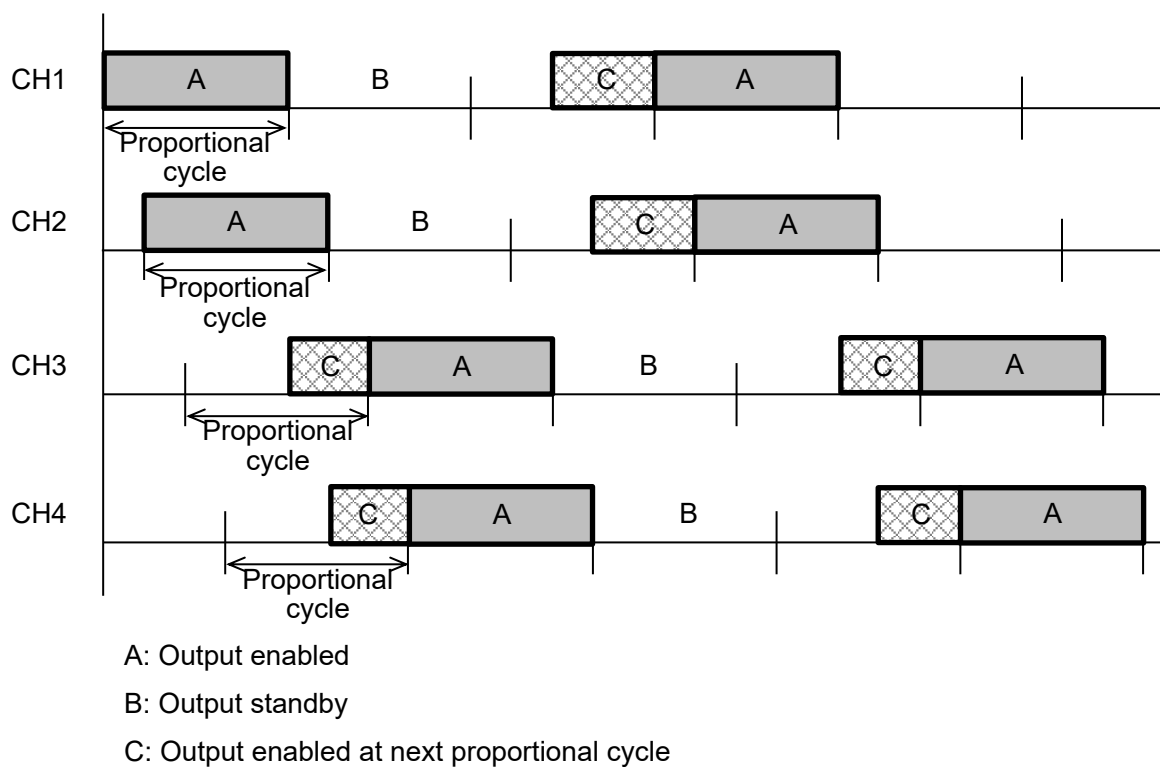 CH1 A B C A
Proportional
cycle
CH2 A B C A
Proportional
cycle
CH3 C A B C A
Proportional
cycle
CH4 C A B C A
Proportional
cycle
A: Output enabled
B: Output standby
C: Output enabled at next proportional cycle